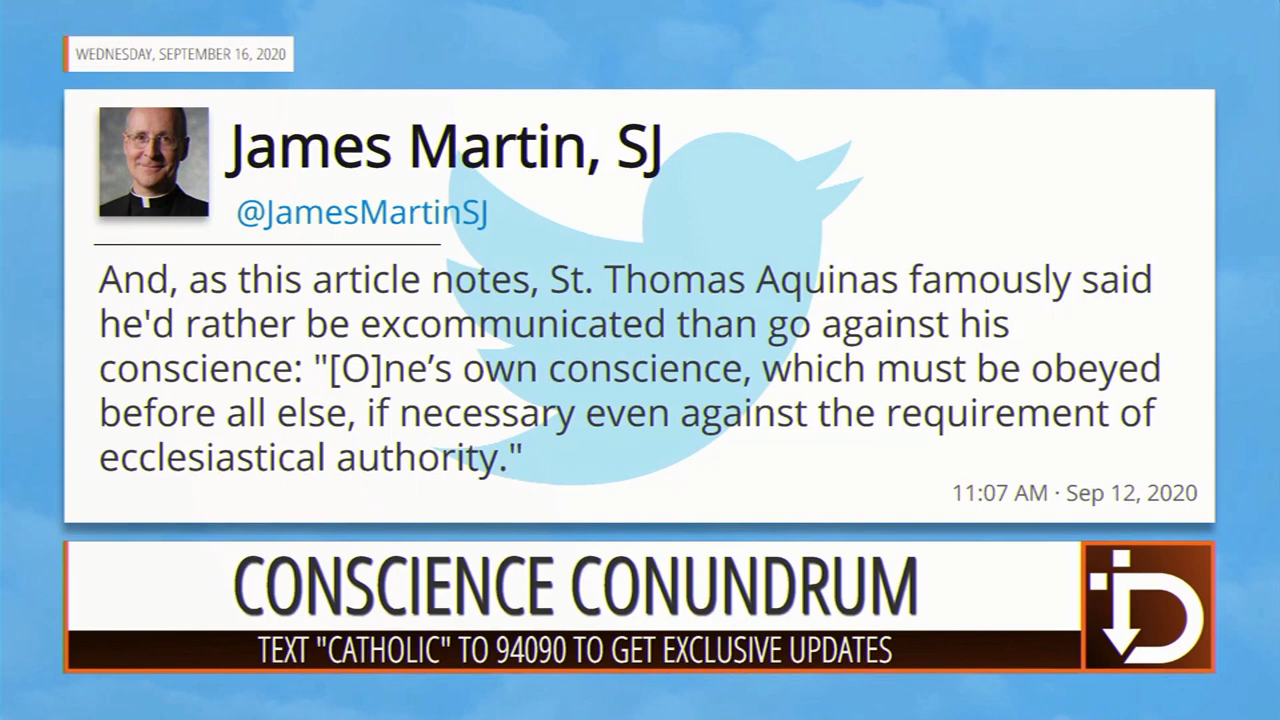 WEDNESDAY, SEPTEMBER 16, 2020
James Martin, SJ
@JamesMartinSJ
And, as this article notes, St. Thomas Aquinas famously said
he'd rather be excommunicated than go against his
conscience: "[O]ne’s own conscience, which must be obeyed
before all else, if necessary even against the requirement of
ecclesiastical authority."
11:07 AM · Sep 12, 2020
CONSCIENCE CONUNDRUM
TEXT "CATHOLIC" TO 94090 TO GET EXCLUSIVE UPDATES
D